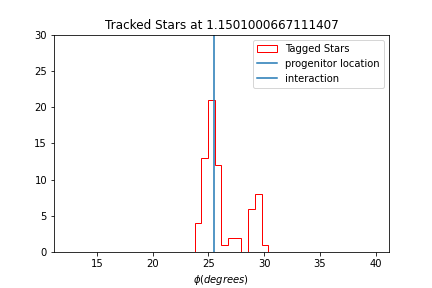 Tracked Stars at 1.1501000667111407
Tagged Stars
progenitor location
interaction
30
25
20
15
10
5
0
15 20 25 30 35 40
ϕ(degrees)